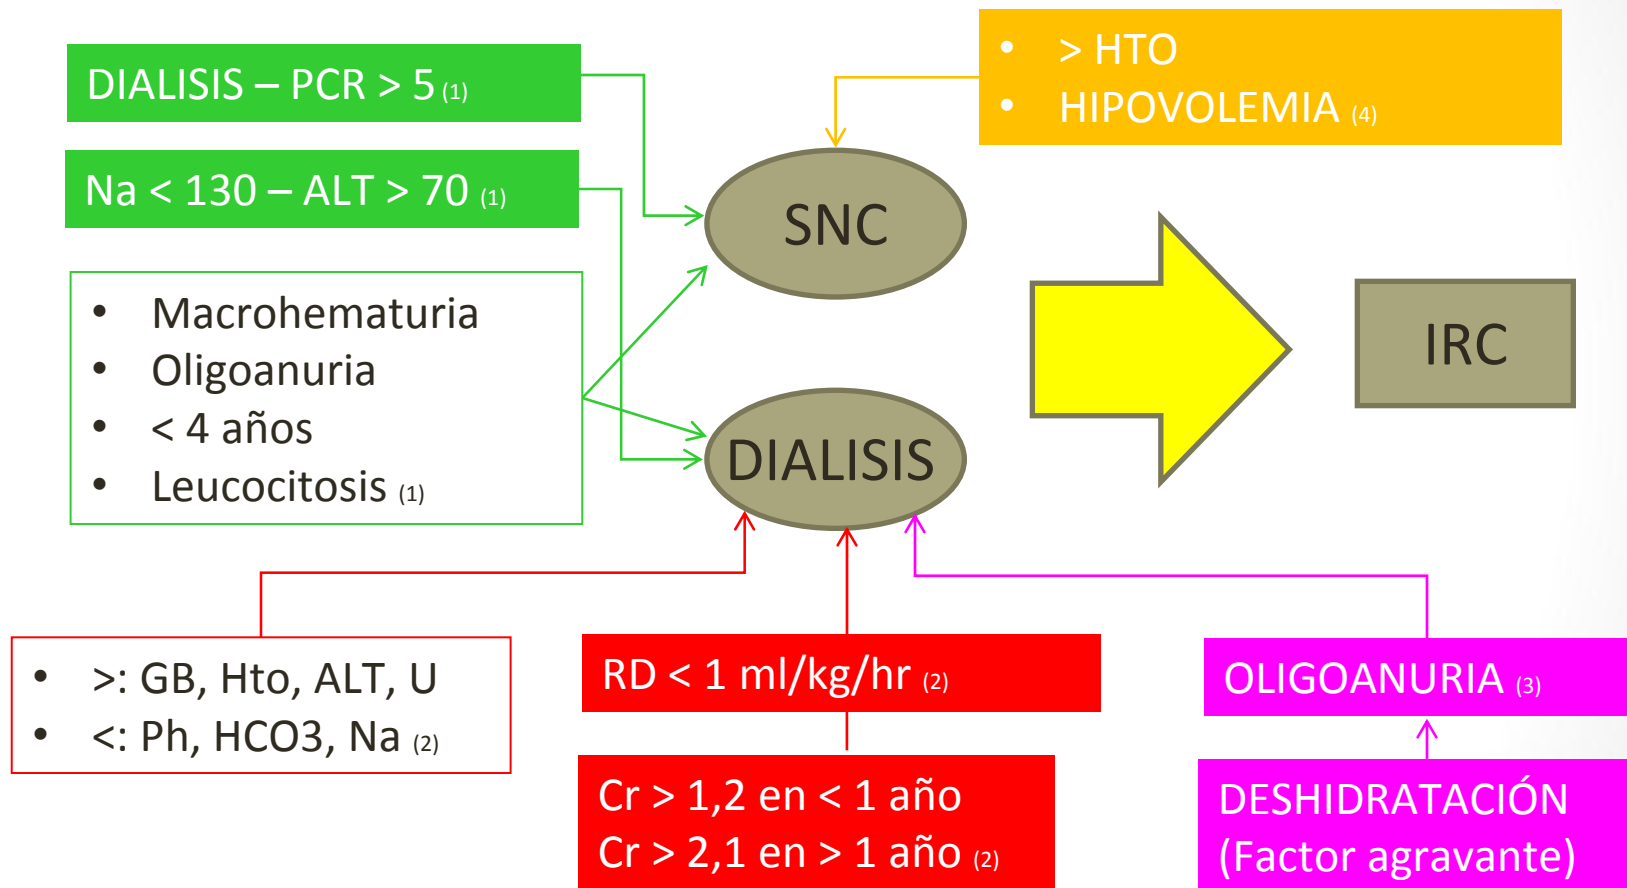 DIALISIS – PCR > 5 (1)
• > HTO
• HIPOVOLEMIA (4)
Na < 130 – ALT > 70 (1)
SNC
• Macrohematuria
• Oligoanuria
• < 4 años
• Leucocitosis (1)
IRC
DIALISIS
• >: GB, Hto, ALT, U
• <: Ph, HCO3, Na (2)
RD < 1 ml/kg/hr (2)
Cr > 1,2 en < 1 año
Cr > 2,1 en > 1 año (2)
OLIGOANURIA (3)
DESHIDRATACIÓN
(Factor agravante)